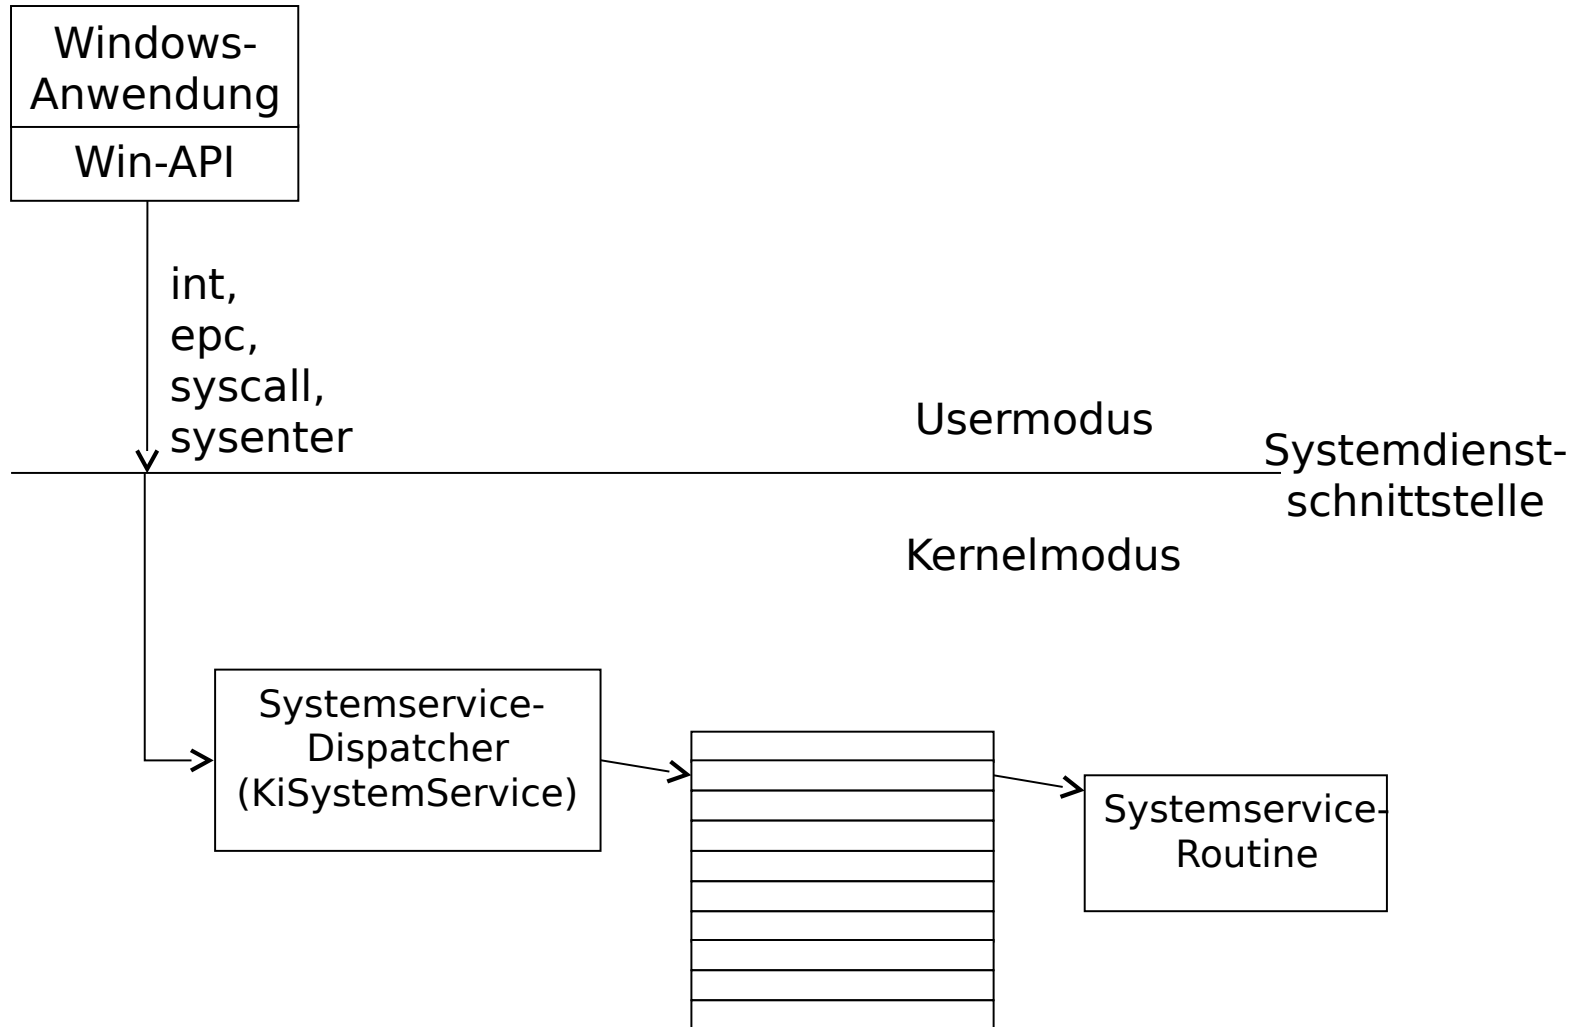 Windows-
Anwendung
Win-API
int,
epc,
syscall,
sysenter
Usermodus
Systemdienst-
schnittstelle
Kernelmodus
Systemservice-
Dispatcher
(KiSystemService)
Systemservice-
Routine